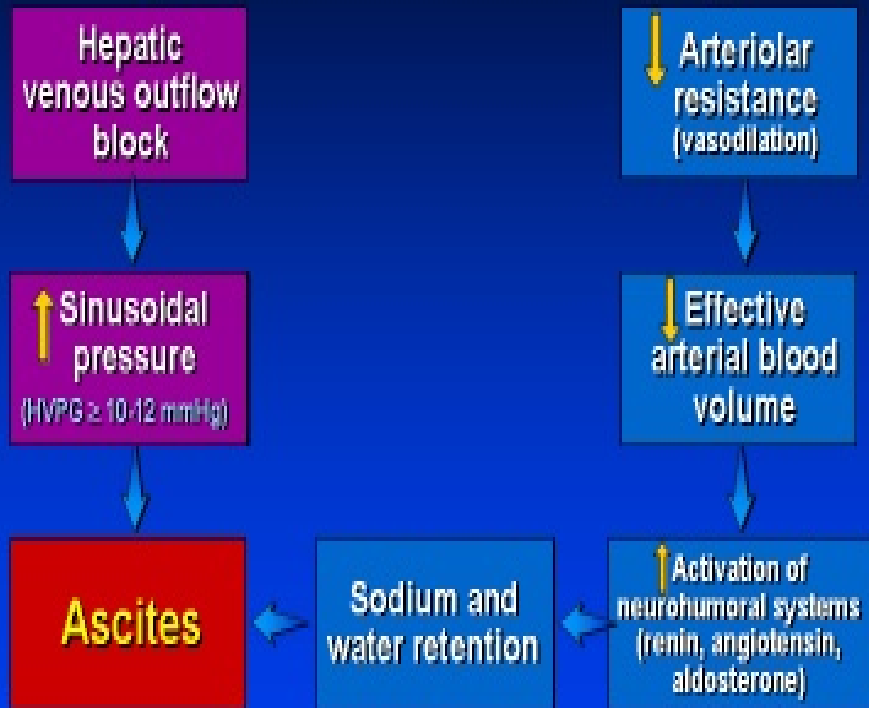 Hepatic
venous outflow
block
Arteriolar
resistance
(vasodilation)
Sinusoidal
pressure
(HVPG ≥ 10-12 mmHg)
Effective
arterial blood
volume
Ascites
Sodium and
water retention
Activation of
neurohumoral systems
(renin, angiotensin,
aldosterone)